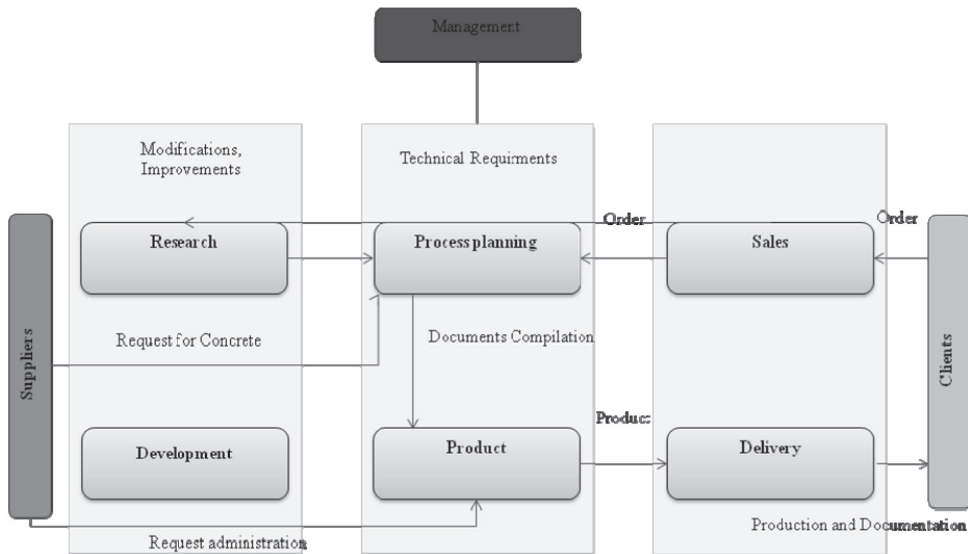 Management
Modifications,
Improvements
Technical Requirments
Order
Order
Research
Process planning
Sales
Suppliers
Clients
Request for Concrete
Documents Compilation
Product
Development
Product
Delivery
Production and Documentation
Request administration